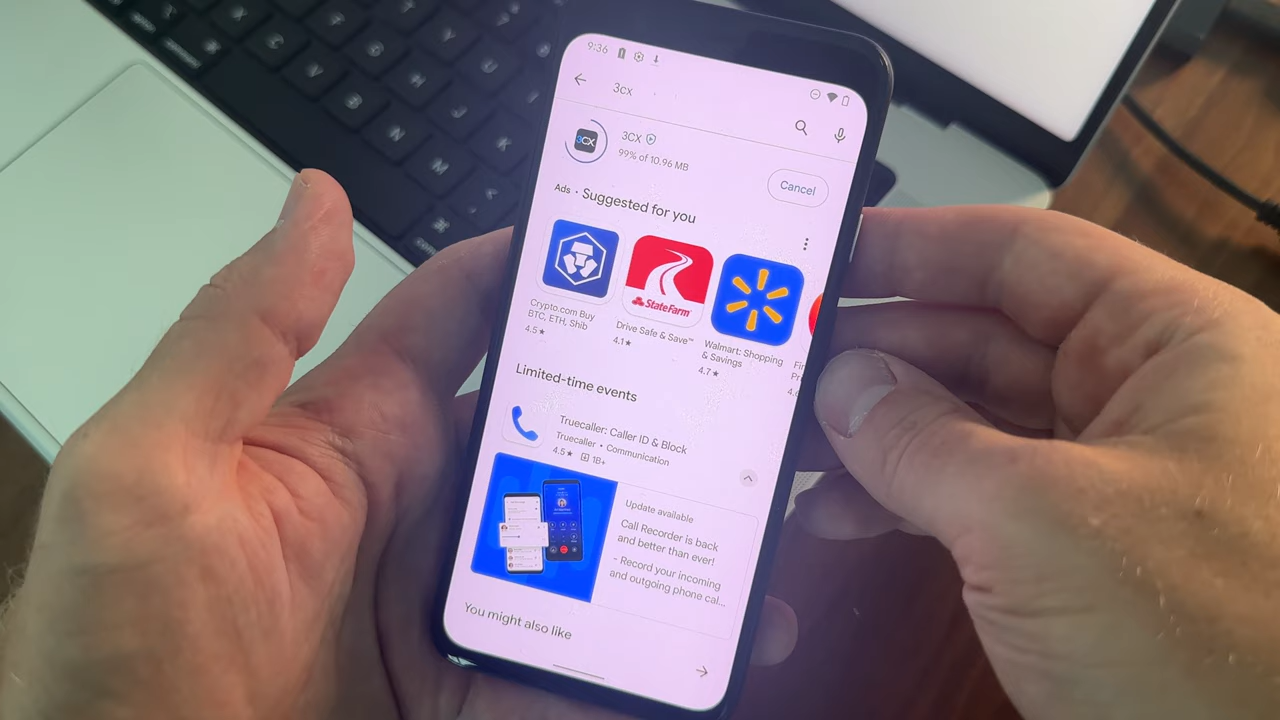 9:36
3cx
3CX
3CX
99% of 10.96 MB
Cancel
Ads • Suggested for you
StateFarm
Crypto.com Buy
BTC, ETH, Shib
4.5★
Drive Safe & Save™
4.1★
Walmart: Shopping
& Savings
4.7★
Limited-time events
Truecaller: Caller ID & Block
Truecaller • Communication
4.5★ 1B+
Update available
Call Recorder is back
and better than ever!
- Record your incoming
and outgoing phone cal...
You might also like